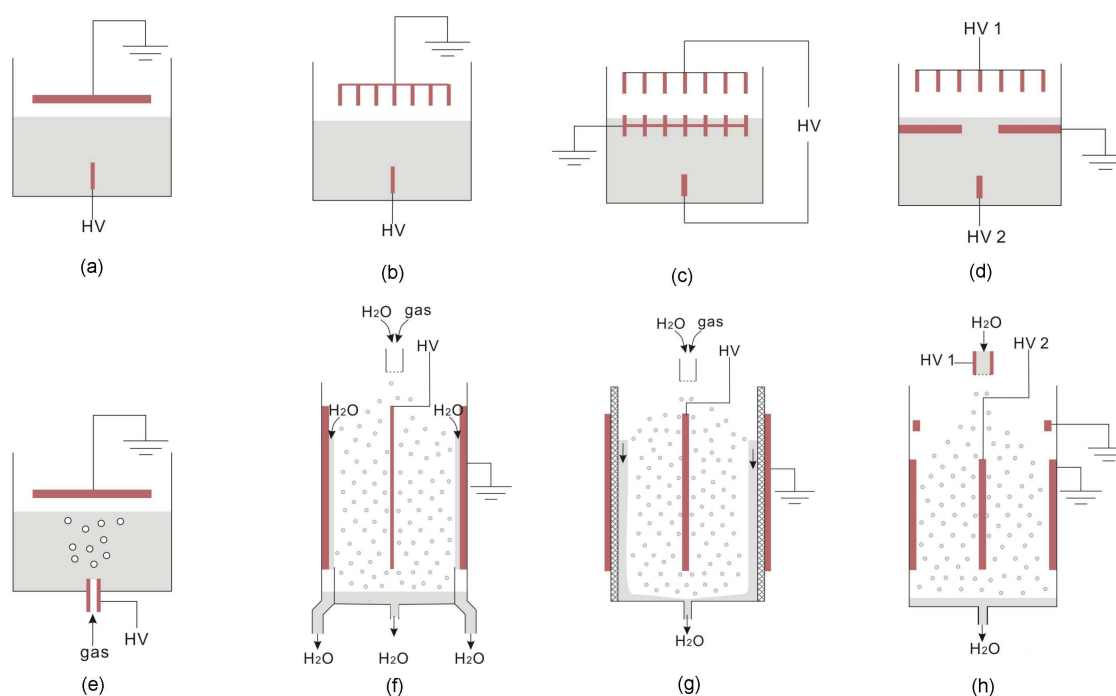 HV
(a)
HV
(b)
HV
(c)
HV 1
HV 2
(d)
gas
HV
(e)
H₂O gas
HV
H₂O H₂O
H₂O H₂O H₂O
(f)
H₂O gas
HV
H₂O
(g)
H₂O
HV 1
HV 2
H₂O
(h)